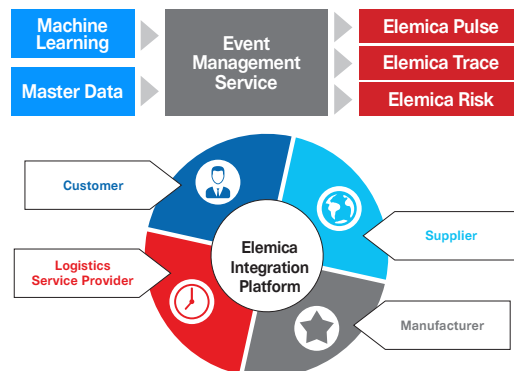 Machine
Learning
Master Data
Event
Management
Service
Elemica Pulse
Elemica Trace
Elemica Risk
Customer
Supplier
Logistics
Service Provider
Elemica
Integration
Platform
Manufacturer